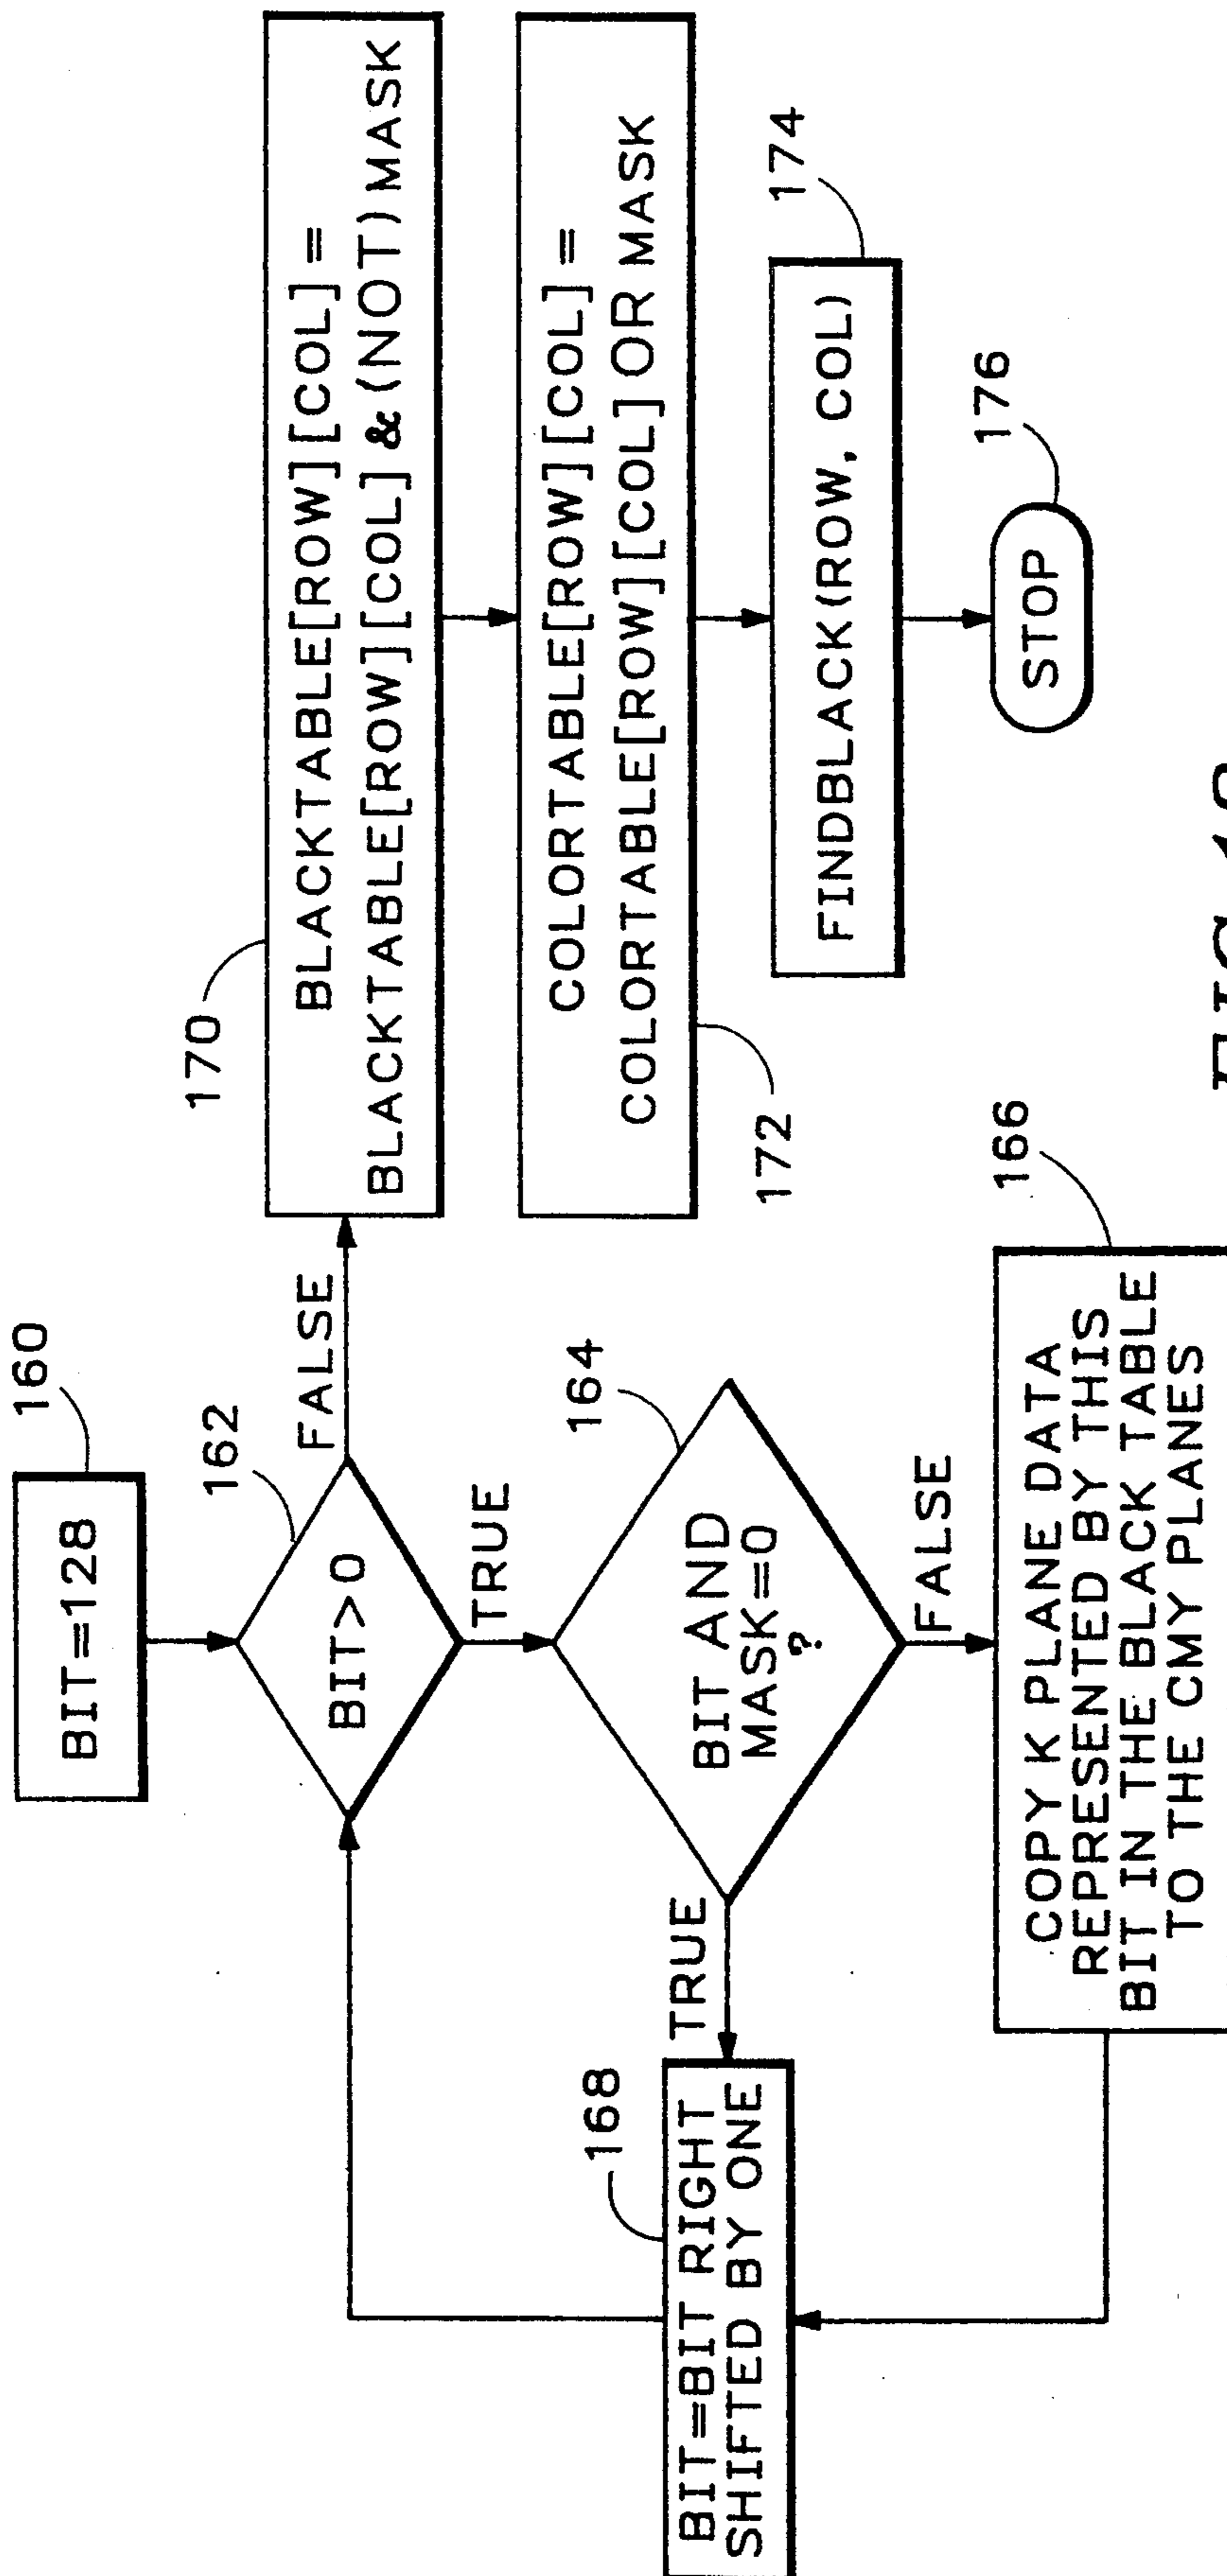 160
BIT=128
162
BIT>0
FALSE
TRUE
164
BIT AND
MASK=0
?
TRUE
FALSE
168
BIT=BIT RIGHT
SHIFTED BY ONE
166
COPY K PLANE DATA
REPRESENTED BY THIS
BIT IN THE BLACK TABLE
TO THE CMY PLANES
170
BLACKTABLE[ROW][COL]=
BLACKTABLE[ROW][COL]&(NOT)MASK
172
COLORTABLE[ROW][COL]=
COLORTABLE[ROW][COL] OR MASK
174
FINDBLACK(ROW, COL)
176
STOP